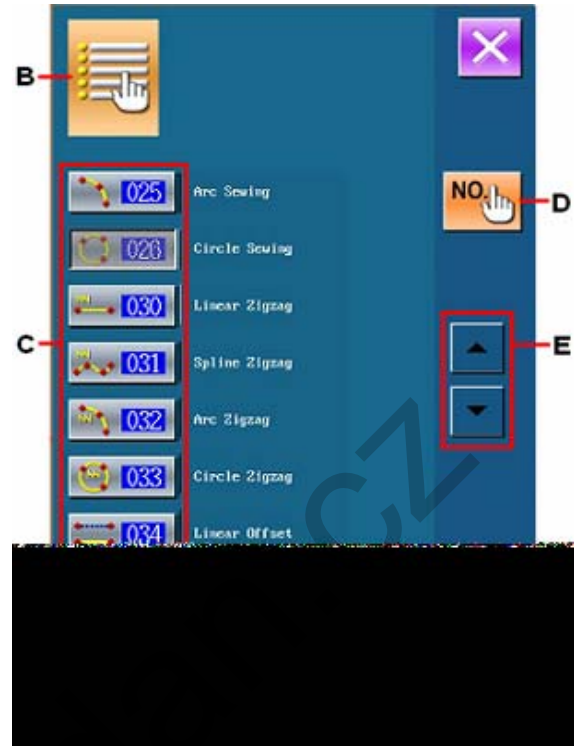 B
NO.
D
025 Arc Sewing
026 Circle Sewing
030 Linear Zigzag
C
031 Spline Zigzag
E
032 Arc Zigzag
033 Circle Zigzag
034 Linear Offset